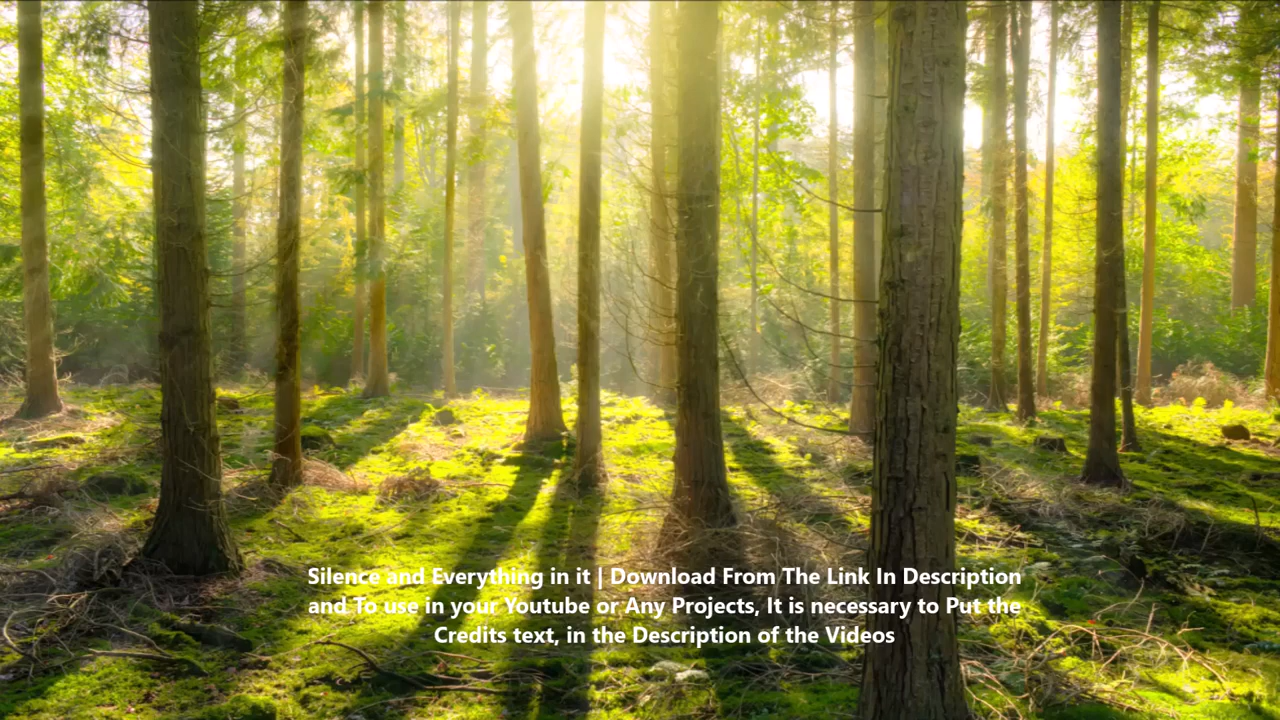 Silence and Everything in it | Download From The Link In Description
and To use in your Youtube or Any Projects, It is necessary to Put the
Credits text, in the Description of the Videos